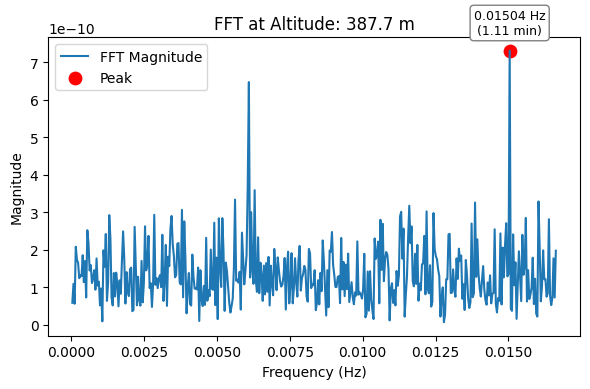 FFT at Altitude: 387.7 m
0.01504 Hz
(1.11 min)
1e−10
FFT Magnitude
Peak
7
6
5
4
3
2
1
0
Magnitude
0.0000 0.0025 0.0050 0.0075 0.0100 0.0125 0.0150
Frequency (Hz)